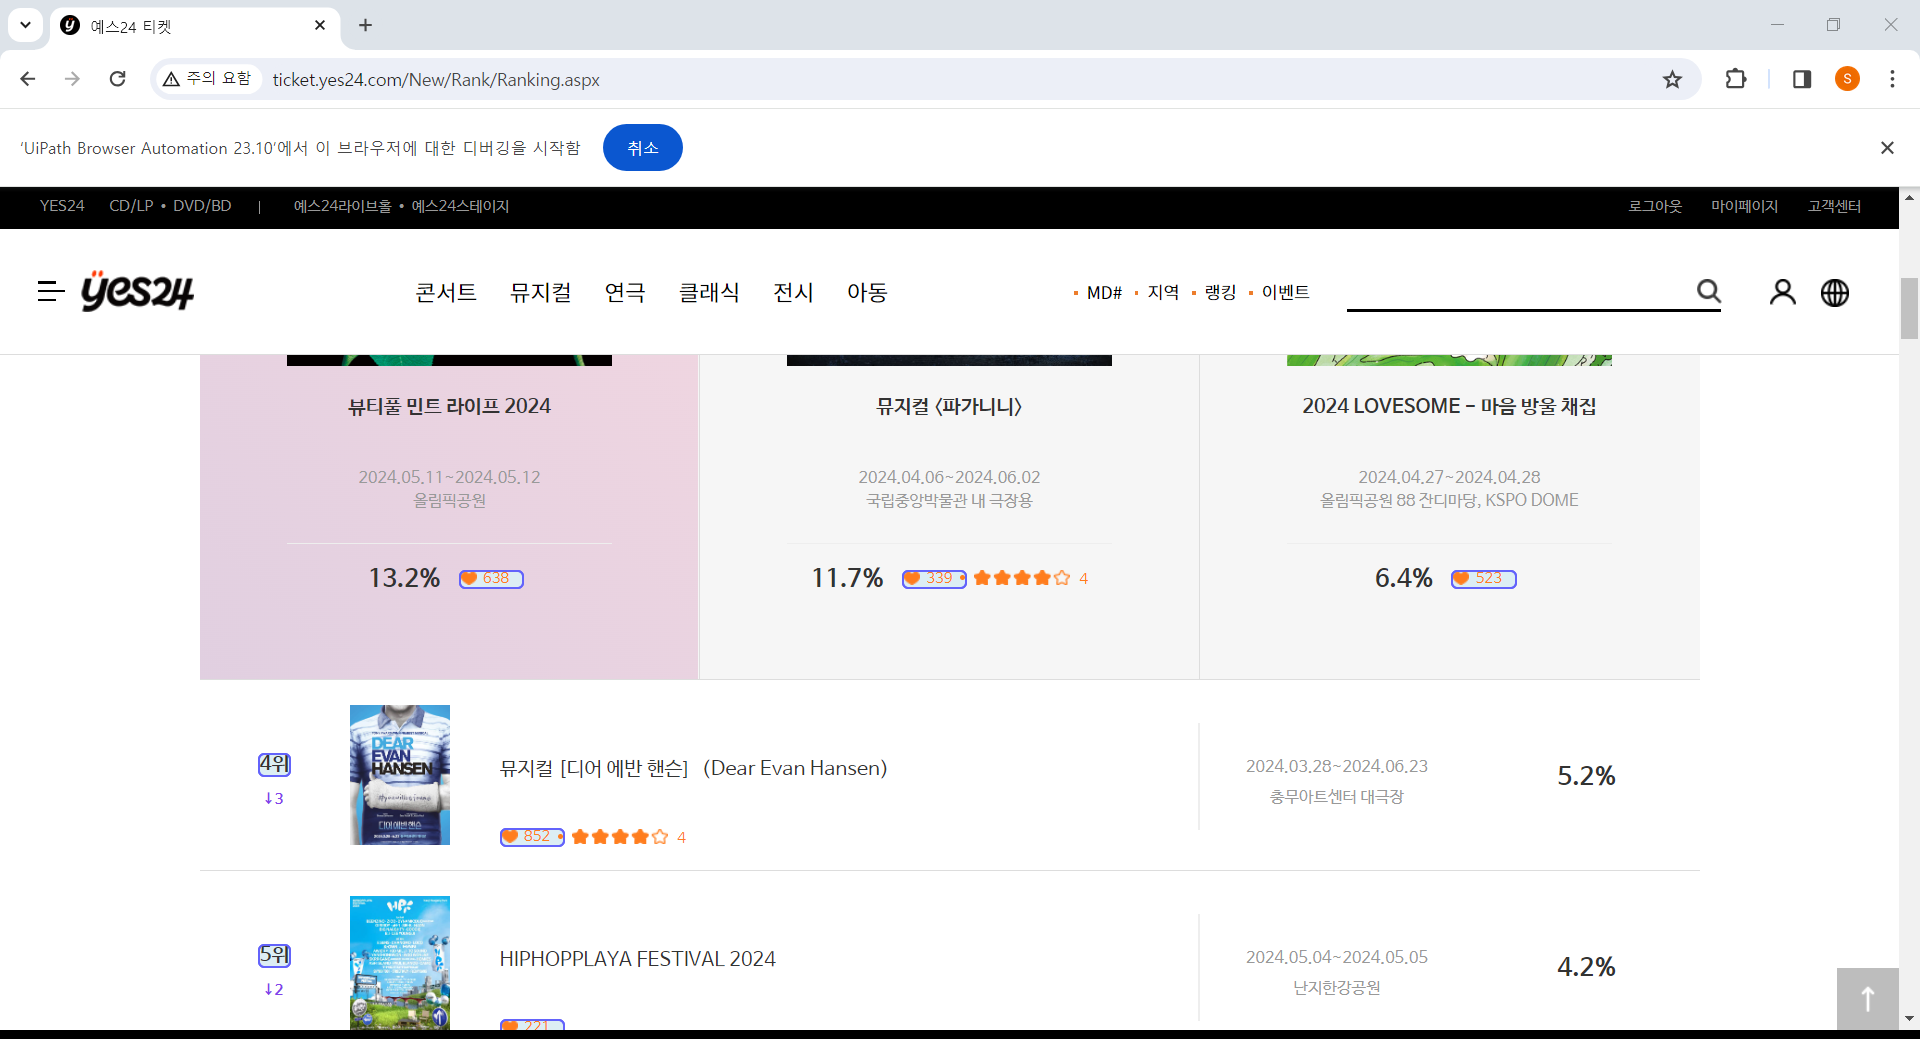 예스24 티켓
주의 요함 ticket.yes24.com/New/Rank/Ranking.aspx
S
'UiPath Browser Automation 23.10'에서 이 브라우저에 대한 디버깅을 시작함 취소
YES24 CD/LP • DVD/BD | 예스24라이브홀 • 예스24스테이지 로그아웃 마이페이지 고객센터
yes24 콘서트 뮤지컬 연극 클래식 전시 아동 MD# 지역 랭킹 이벤트
뷰티풀 민트 라이프 2024
2024.05.11~2024.05.12
올림픽공원
13.2% 638
뮤지컬 〈파가니니〉
2024.04.06~2024.06.02
국립중앙박물관 내 극장용
11.7% 339 4
2024 LOVESOME - 마음 방울 채집
2024.04.27~2024.04.28
올림픽공원 88 잔디마당, KSPO DOME
6.4% 523
4위
↓3
DEAR
EVAN
HANSEN
디어 에반 핸슨
뮤지컬 [디어 에반 핸슨] (Dear Evan Hansen)
852 4
2024.03.28~2024.06.23
충무아트센터 대극장
5.2%
5위
↓2
HPF
HIPHOPPLAYA FESTIVAL 2024
221
2024.05.04~2024.05.05
난지한강공원
4.2%